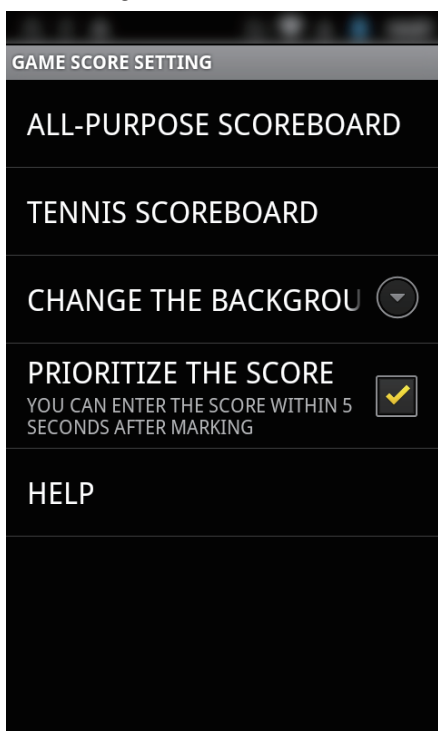 GAME SCORE SETTING
ALL-PURPOSE SCOREBOARD
TENNIS SCOREBOARD
CHANGE THE BACKGROU
PRIORITIZE THE SCORE
YOU CAN ENTER THE SCORE WITHIN 5
SECONDS AFTER MARKING
HELP